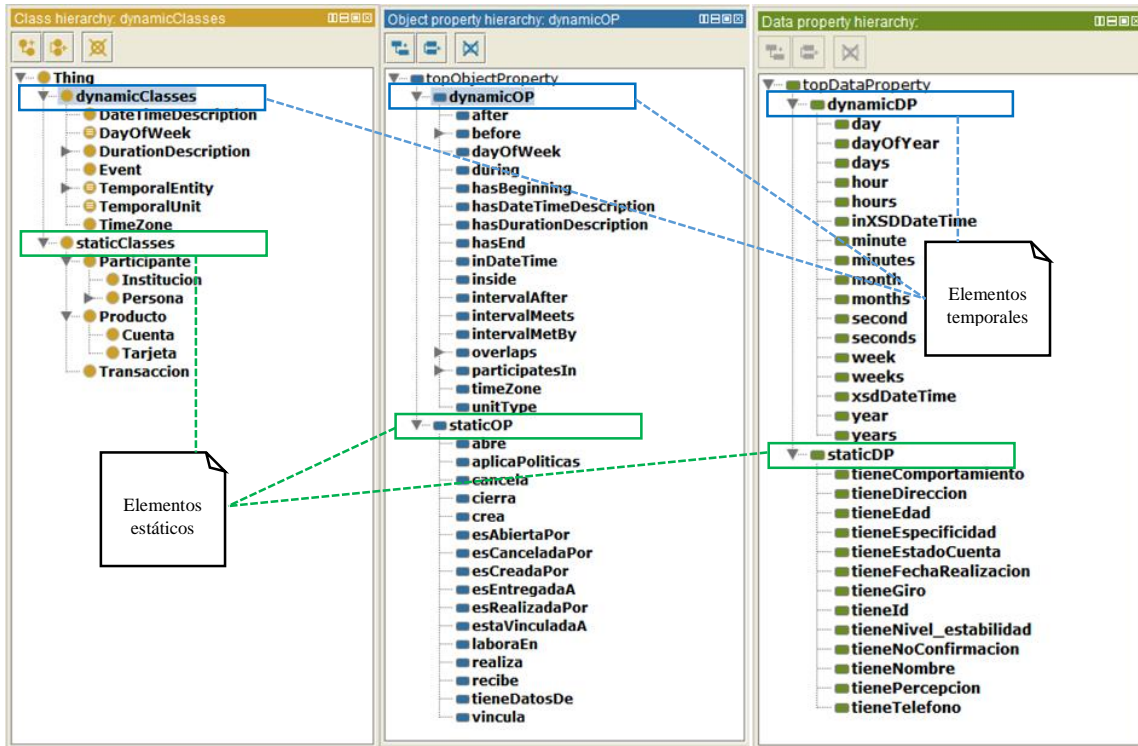 Class hierarchy: dynamicClasses
Thing
dynamicClasses
DateTimeDescription
DayOfWeek
DurationDescription
Event
TemporalEntity
TemporalUnit
TimeZone
staticClasses
Participante
Institucion
Persona
Producto
Cuenta
Tarjeta
Transaccion
Elementos
estáticos
Object property hierarchy: dynamicOP
topObjectProperty
dynamicOP
after
before
dayOfWeek
during
hasBeginning
hasDateTimeDescription
hasDurationDescription
hasEnd
inDateTime
inside
intervalAfter
intervalMeets
intervalMetBy
overlaps
participatesIn
timeZone
unitType
staticOP
abre
aplicaPoliticas
cancela
cierra
crea
esAbiertaPor
esCanceladaPor
esCreadaPor
esEntregadaA
esRealizadaPor
estaVinculadaA
laboraEn
realiza
recibe
tieneDatosDe
vincula
Data property hierarchy:
topDataProperty
dynamicDP
day
dayOfYear
days
hour
hours
inXSDDateTime
minute
minutes
month
months
second
seconds
week
weeks
xsdDateTime
year
years
staticDP
tieneComportamiento
tieneDireccion
tieneEdad
tieneEspecificidad
tieneEstadoCuenta
tieneFechaRealizacion
tieneGiro
tieneId
tieneNivel_estabilidad
tieneNoConfirmacion
tieneNombre
tienePercepcion
tieneTelefono
Elementos
temporales